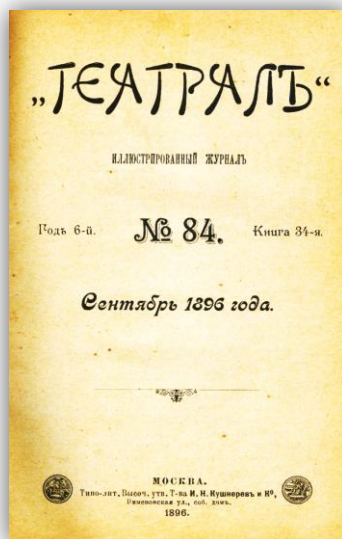 „ТЕАТРАЛЪ“
ИЛЛЮСТРИРОВАННЫЙ ЖУРНАЛЪ
Годъ 6-й. № 84. Книга 34-я.
Сентябрь 1896 года.
МОСКВА.
Типо-лит. Высоч. утв. Т-ва И. Н. Кушнеревъ и К⁰,
Пименовская ул., соб. домъ.
1896.